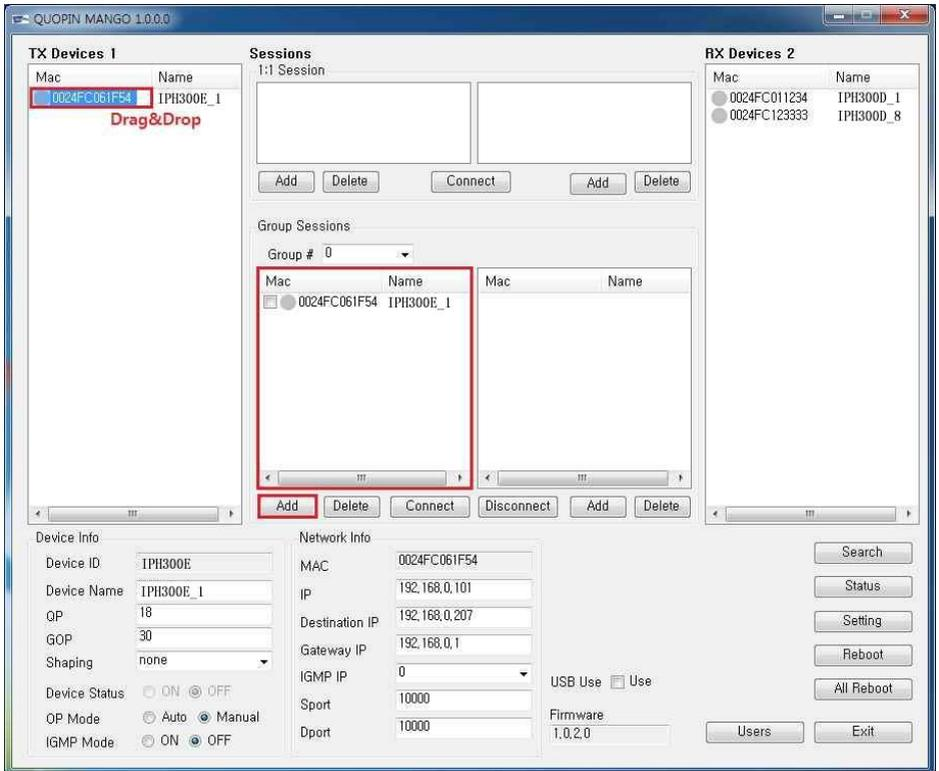 QUOPIN MANGO 1.0.0.0
TX Devices 1
Mac Name
0024FC061F54 IPH300E_1
Drag&Drop
Sessions
1:1 Session
Add Delete Connect Add Delete
Group Sessions
Group # 0
Mac Name Mac Name
0024FC061F54 IPH300E_1
Add Delete Connect Disconnect Add Delete
RX Devices 2
Mac Name
0024FC011234 IPH300D_1
0024FC123333 IPH300D_8
Device Info
Device ID IPH300E
Device Name IPH300E_1
QP 18
GOP 30
Shaping none
Device Status ON OFF
OP Mode Auto Manual
IGMP Mode ON OFF
Network Info
MAC 0024FC061F54
IP 192,168,0,101
Destination IP 192,168,0,207
Gateway IP 192,168,0,1
IGMP IP 0
Sport 10000
Dport 10000
USB Use Use
Firmware
1,0,2,0
Search
Status
Setting
Reboot
All Reboot
Users Exit